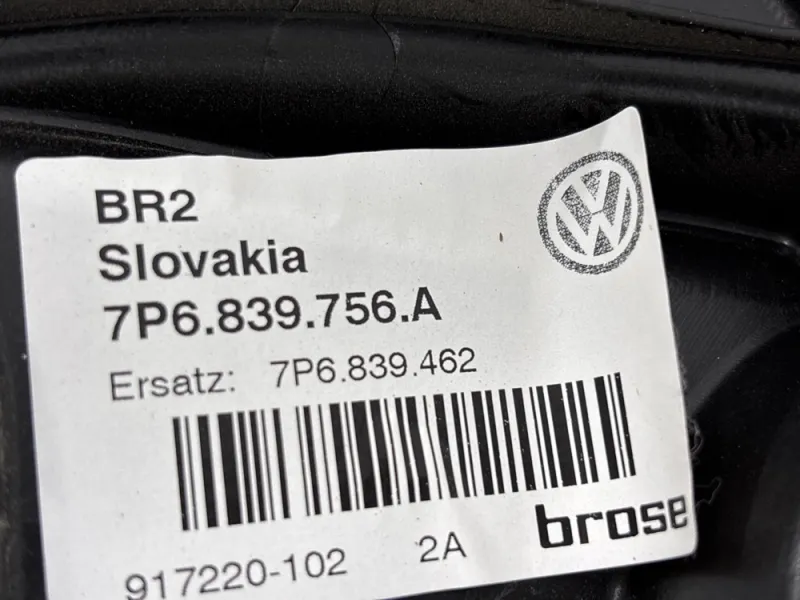 BR2
Slovakia
7P6.839.756.A
Ersatz: 7P6.839.462
brose
917220-102 2A